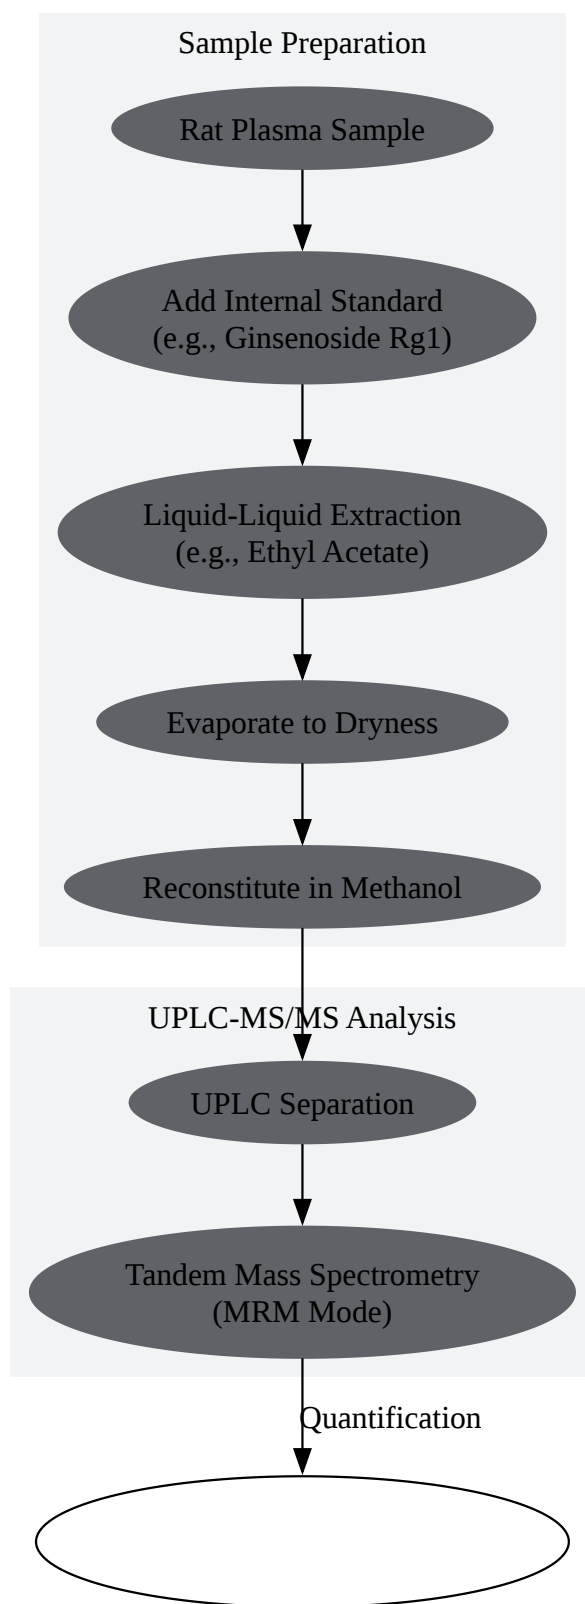 Sample Preparation
Rat Plasma Sample
Add Internal Standard
(e.g., Ginsenoside Rg1)
Liquid-Liquid Extraction
(e.g., Ethyl Acetate)
Evaporate to Dryness
Reconstitute in Methanol
UPLC-MS/MS Analysis
UPLC Separation
Tandem Mass Spectrometry
(MRM Mode)
Quantification